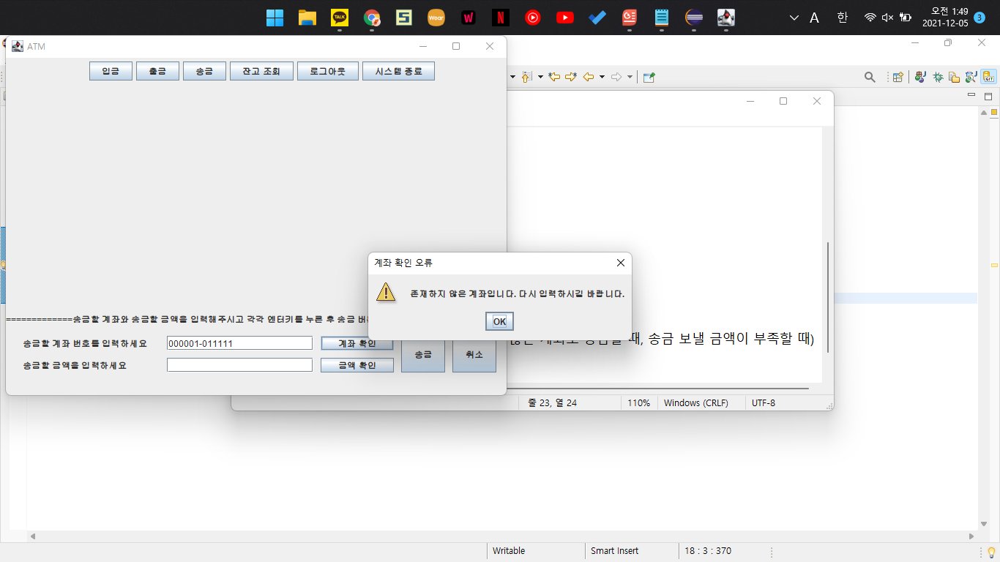 TALK
S
Wear
W
N
A
한
오전 1:49
2021-12-05
3
ATM
입금
출금
송금
잔고 조회
로그아웃
시스템 종료
GIT
계좌 확인 오류
존재하지 않은 계좌입니다. 다시 입력하시길 바랍니다.
OK
=============송금할 계좌와 송금할 금액을 입력해주시고 각각 엔터키를 누른 후 송금
송금할 계좌 번호를 입력하세요
000001-011111
계좌 확인
송금할 금액을 입력하세요
금액 확인
송금
취소
때, 송금 보낼 금액이 부족할 때)
줄 23, 열 24
110%
Windows (CRLF)
UTF-8
Writable
Smart Insert
18 : 3 : 370